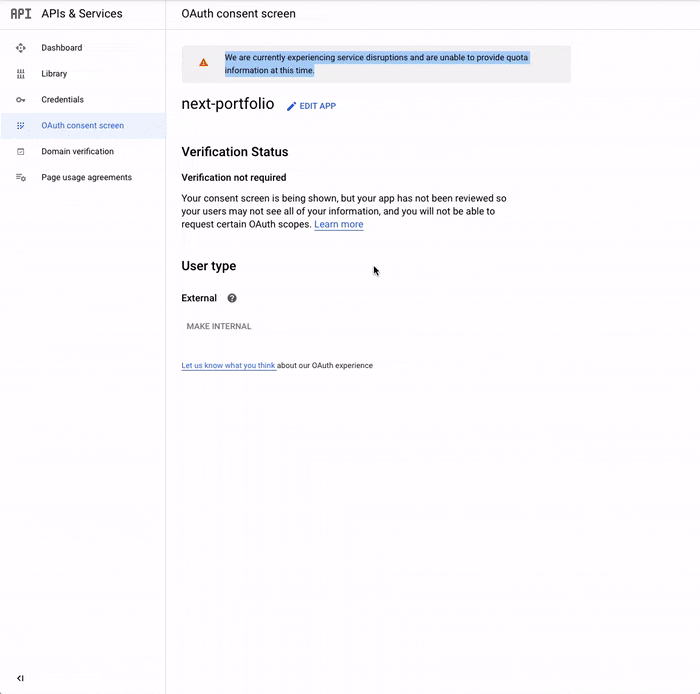 API APIs & Services
OAuth consent screen
Dashboard
Library
Credentials
OAuth consent screen
Domain verification
Page usage agreements
We are currently experiencing service disruptions and are unable to provide quota
information at this time.
next-portfolio
EDIT APP
Verification Status
Verification not required
Your consent screen is being shown, but your app has not been reviewed so
your users may not see all of your information, and you will not be able to
request certain OAuth scopes. Learn more
User type
External
?
MAKE INTERNAL
Let us know what you think about our OAuth experience